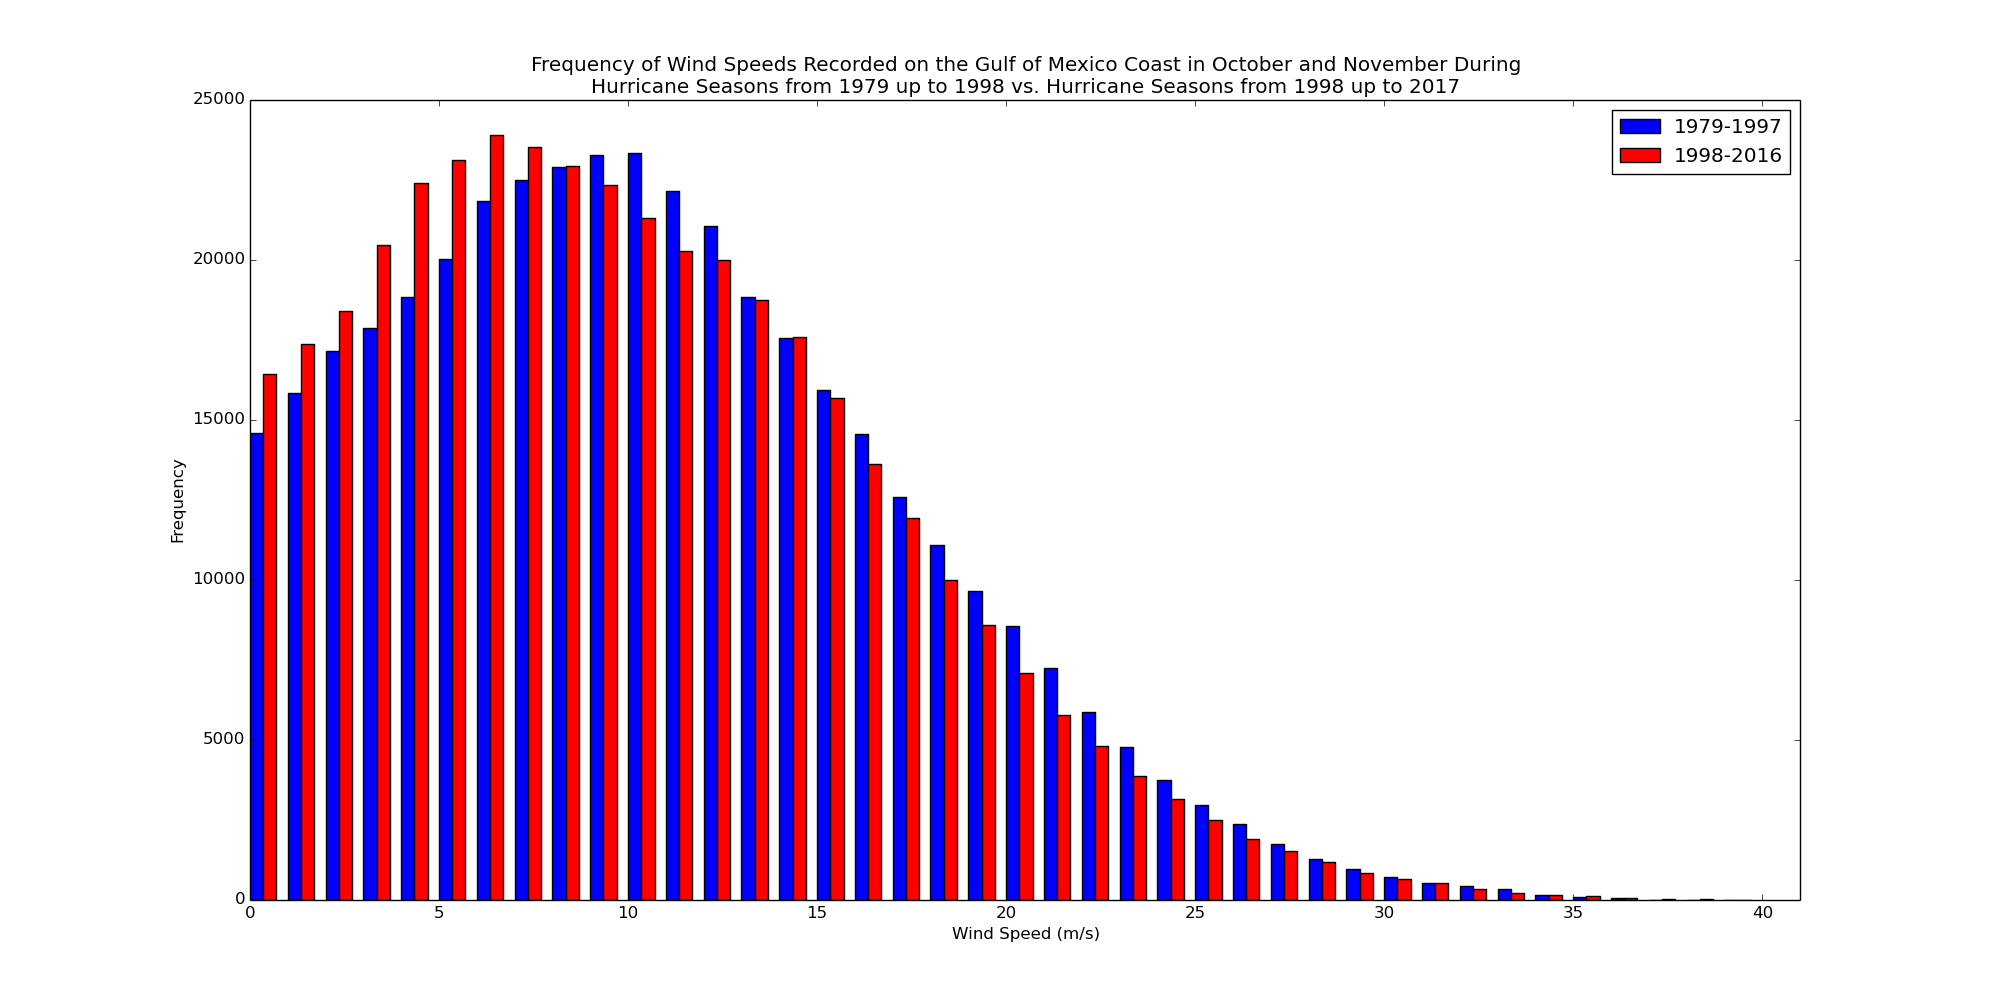 Frequency of Wind Speeds Recorded on the Gulf of Mexico Coast in October and November During
Hurricane Seasons from 1979 up to 1998 vs. Hurricane Seasons from 1998 up to 2017
1979-1997
1998-2016
25000
20000
15000
10000
5000
0
Frequency
0 5 10 15 20 25 30 35 40
Wind Speed (m/s)